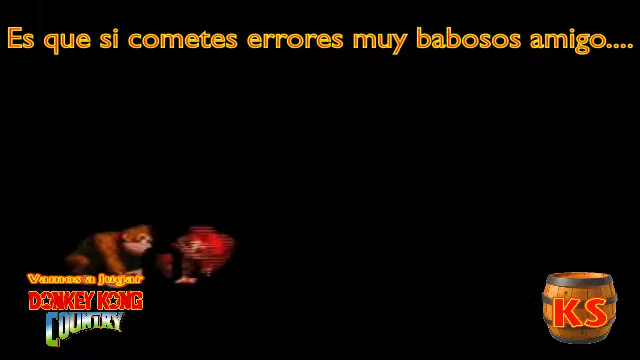 Es que si cometes errores muy babosos amigo....
Vamos a Jugar
DONKEY KONG
COUNTRY
KS